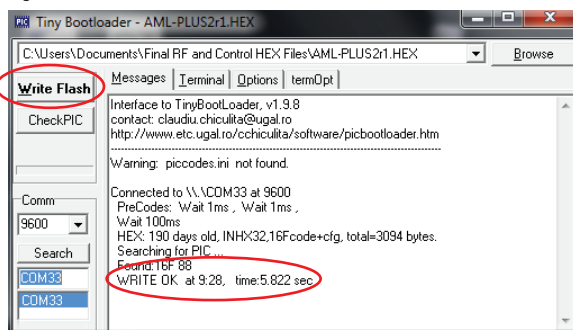 Tiny Bootloader - AML-PLUS2r1.HEX
C:\Users\Documents\Final RF and Control HEX Files\AML-PLUS2r1.HEX
Browse
Write Flash
CheckPIC
Messages
Terminal
Options
termOpt
Interface to TinyBootLoader, v1.9.8
contact: claudiu.chiculita@ugal.ro
http://www.etc.ugal.ro/cchiculita/software/picbootloader.htm
Warning: piccodes.ini not found.
Connected to \\.\COM33 at 9600
PreCodes: Wait 1ms , Wait 1ms ,
Wait 100ms
HEX: 190 days old, INHX32,16Fcode+cfg, total=3094 bytes.
Searching for PIC ...
Found:16F 88
WRITE OK at 9:28, time:5.822 sec
Comm
9600
Search
COM33
COM33